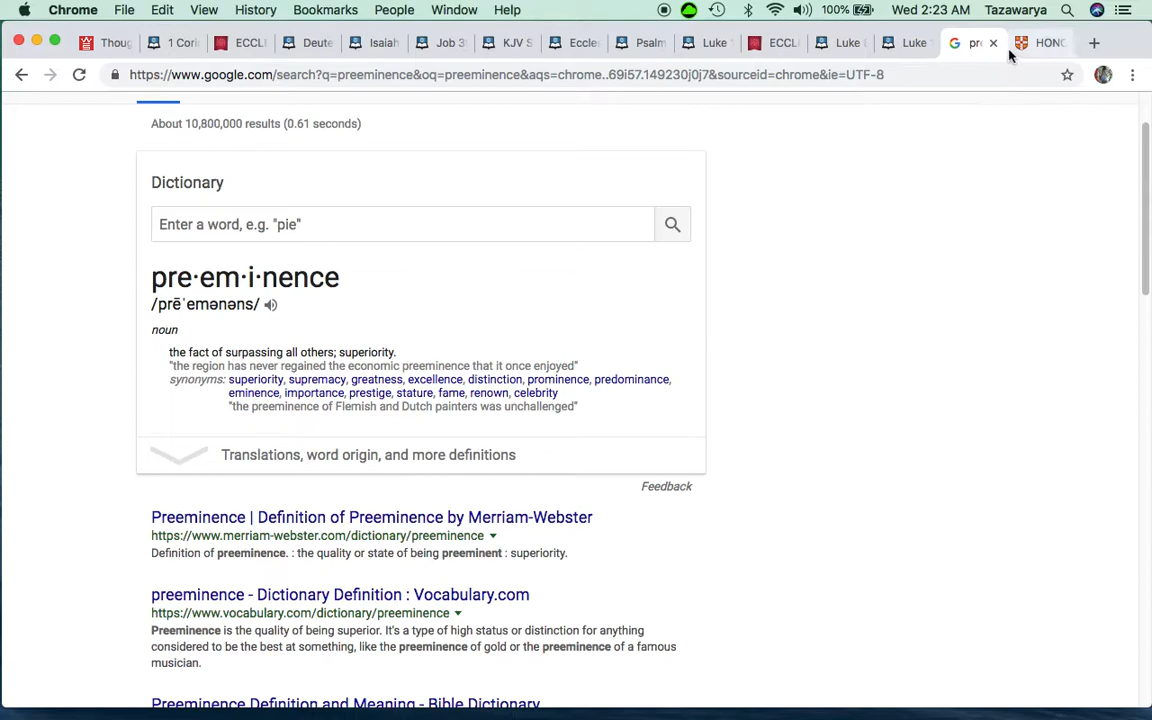 Chrome File Edit View History Bookmarks People Window Help 100% Wed 2:23 AM Tazawarya
Thoug 1 Cori ECCLI Deute Isaiah Job 3 KJV S Eccles Psalm Luke ECCLI Luke Luke pre HONO
https://www.google.com/search?q=preeminence&oq=preeminence&aqs=chrome..69i57.149230j0j7&sourceid=chrome&ie=UTF-8
About 10,800,000 results (0.61 seconds)
Dictionary
Enter a word, e.g. "pie"
pre·em·i·nence
/prēˈemənəns/
noun
the fact of surpassing all others; superiority.
"the region has never regained the economic preeminence that it once enjoyed"
synonyms: superiority, supremacy, greatness, excellence, distinction, prominence, predominance,
eminence, importance, prestige, stature, fame, renown, celebrity
"the preeminence of Flemish and Dutch painters was unchallenged"
Translations, word origin, and more definitions
Feedback
Preeminence | Definition of Preeminence by Merriam-Webster
https://www.merriam-webster.com/dictionary/preeminence
Definition of preeminence. : the quality or state of being preeminent : superiority.
preeminence - Dictionary Definition : Vocabulary.com
https://www.vocabulary.com/dictionary/preeminence
Preeminence is the quality of being superior. It's a type of high status or distinction for anything
considered to be the best at something, like the preeminence of gold or the preeminence of a famous
musician.
Preeminence Definition and Meaning - Bible Dictionary